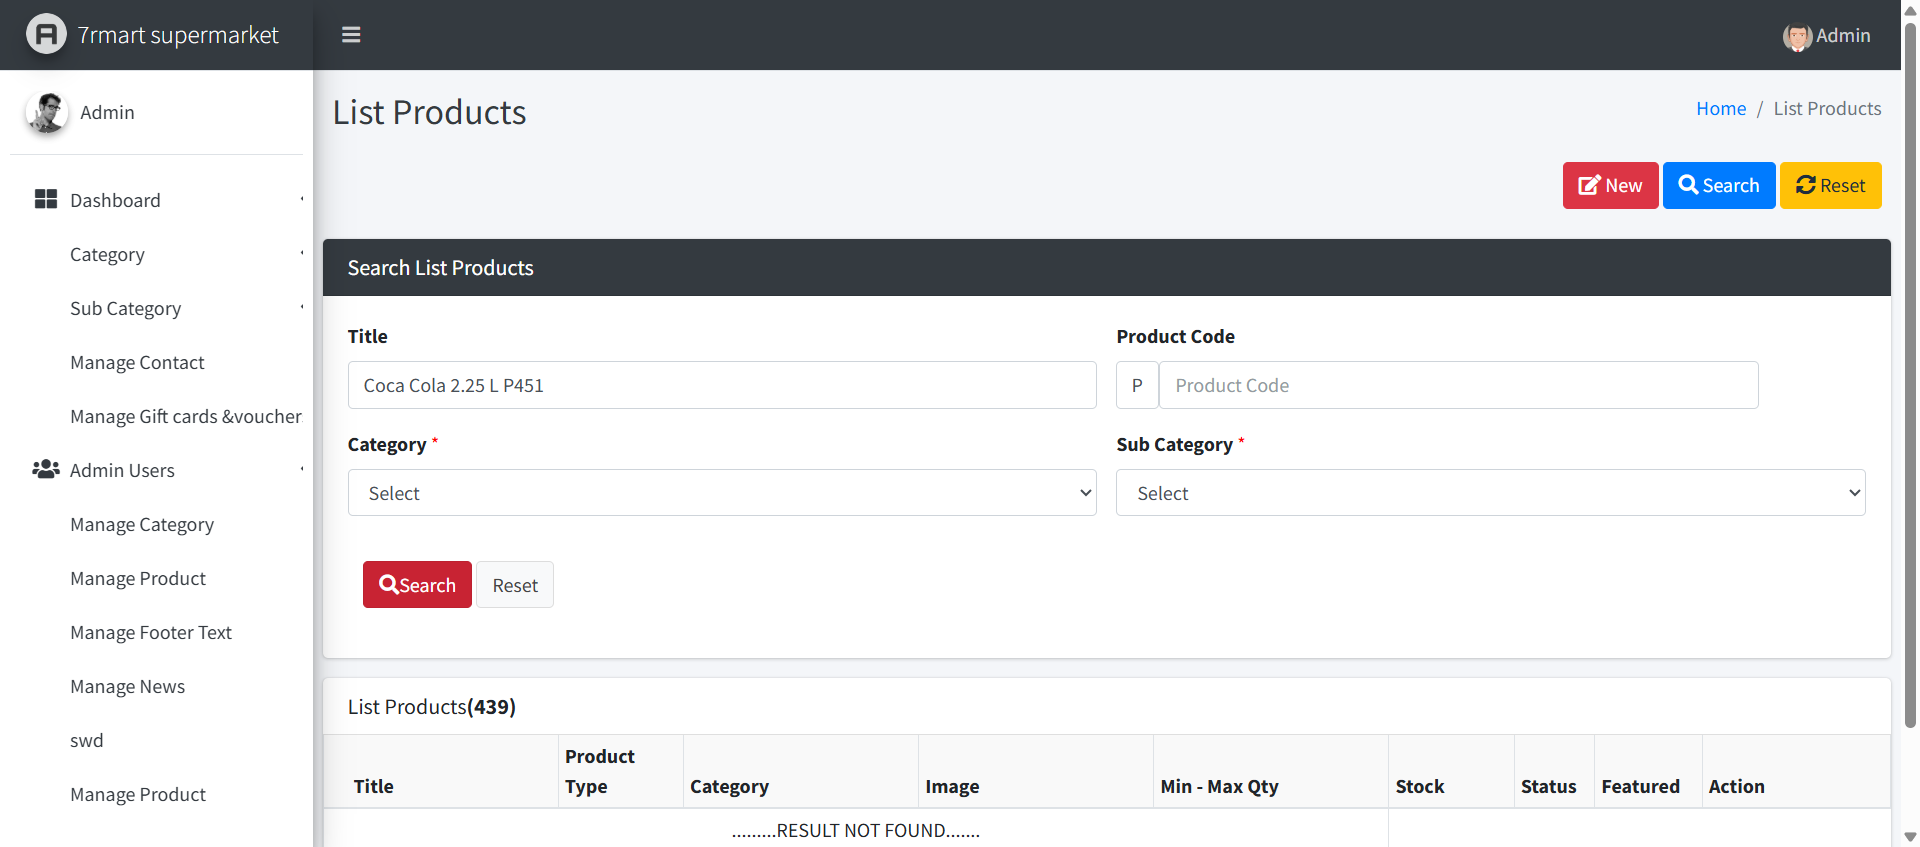 7rmart supermarket
Admin
Admin
List Products
Home / List Products
New
Search
Reset
Dashboard
Category
Sub Category
Manage Contact
Manage Gift cards &voucher
Admin Users
Manage Category
Manage Product
Manage Footer Text
Manage News
swd
Manage Product
Search List Products
Title
Product Code
Coca Cola 2.25 L P451
P
Product Code
Category *
Sub Category *
Select
Select
Search
Reset
List Products(439)
Title
Product Type
Category
Image
Min - Max Qty
Stock
Status
Featured
Action
.........RESULT NOT FOUND.......